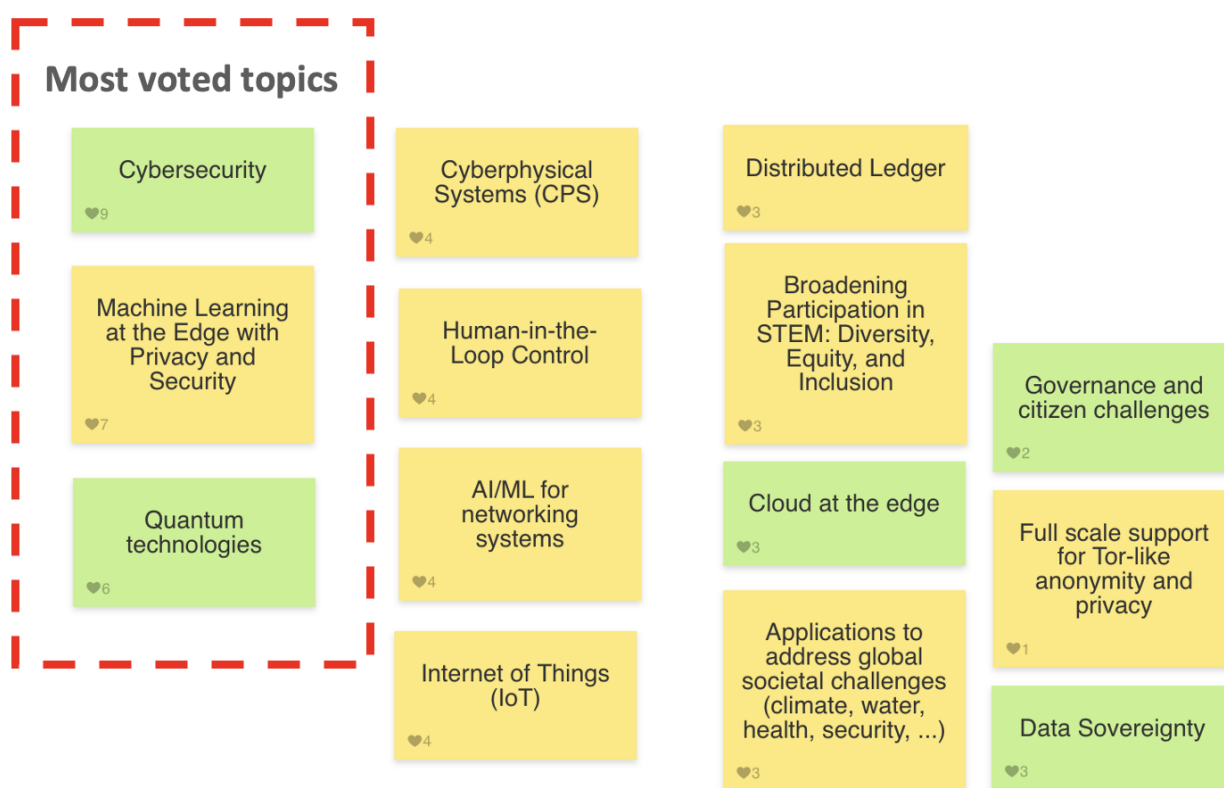 Most voted topics
Cybersecurity
9
Machine Learning
at the Edge with
Privacy and
Security
7
Quantum
technologies
6
Cyberphysical
Systems (CPS)
4
Human-in-the-
Loop Control
4
AI/ML for
networking
systems
4
Internet of Things
(IoT)
4
Distributed Ledger
3
Broadening
Participation in
STEM: Diversity,
Equity, and
Inclusion
3
Cloud at the edge
3
Applications to
address global
societal challenges
(climate, water,
health, security, ...)
3
Governance and
citizen challenges
2
Full scale support
for Tor-like
anonymity and
privacy
1
Data Sovereignty
3